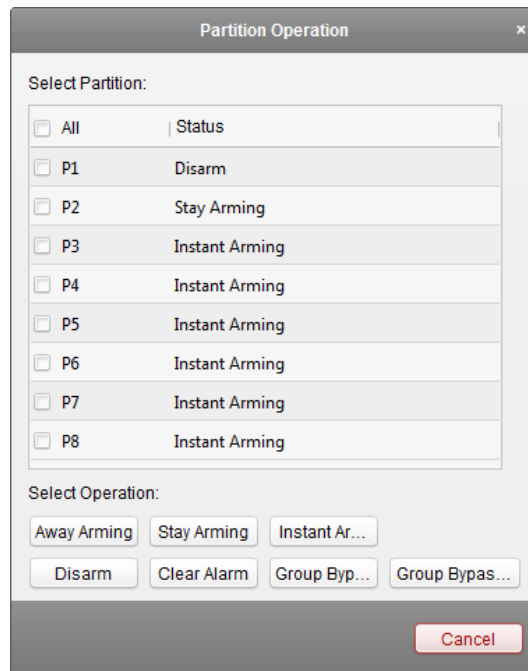 Partition Operation ×
Select Partition:
All Status
P1 Disarm
P2 Stay Arming
P3 Instant Arming
P4 Instant Arming
P5 Instant Arming
P6 Instant Arming
P7 Instant Arming
P8 Instant Arming
Select Operation:
Away Arming Stay Arming Instant Ar...
Disarm Clear Alarm Group Byp... Group Bypas...
Cancel